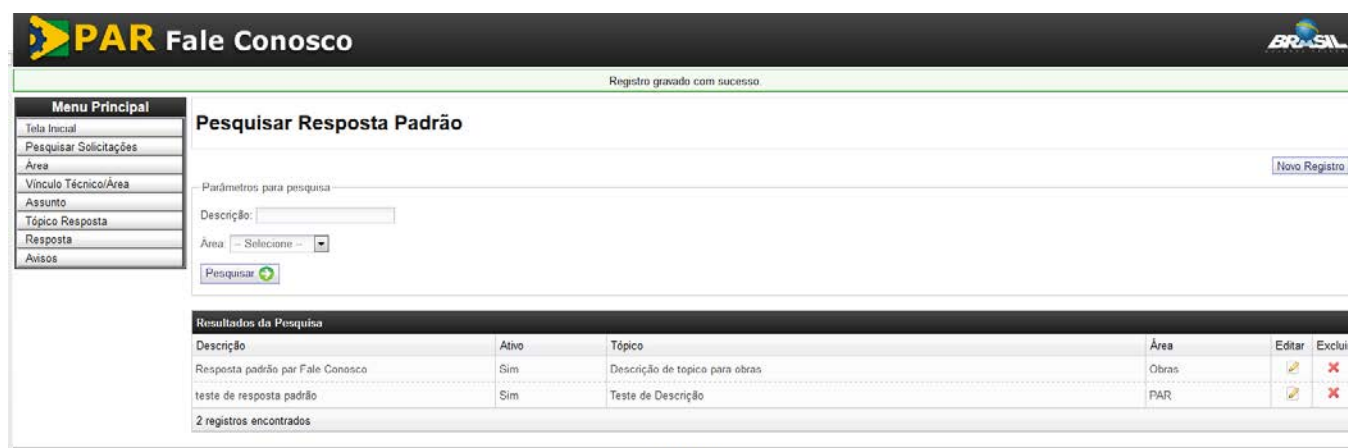 PAR Fale Conosco
BRASIL
Registro gravado com sucesso.
Menu Principal
Tela Inicial
Pesquisar Solicitações
Área
Vínculo Técnico/Área
Assunto
Tópico Resposta
Resposta
Avisos
Pesquisar Resposta Padrão
Novo Registro
Parâmetros para pesquisa
Descrição:
Área: -- Selecione --
Pesquisar
Resultados da Pesquisa
Descrição Ativo Tópico Área Editar Excluir
Resposta padrão par Fale Conosco Sim Descrição de topico para obras Obras
teste de resposta padrão Sim Teste de Descrição PAR
2 registros encontrados